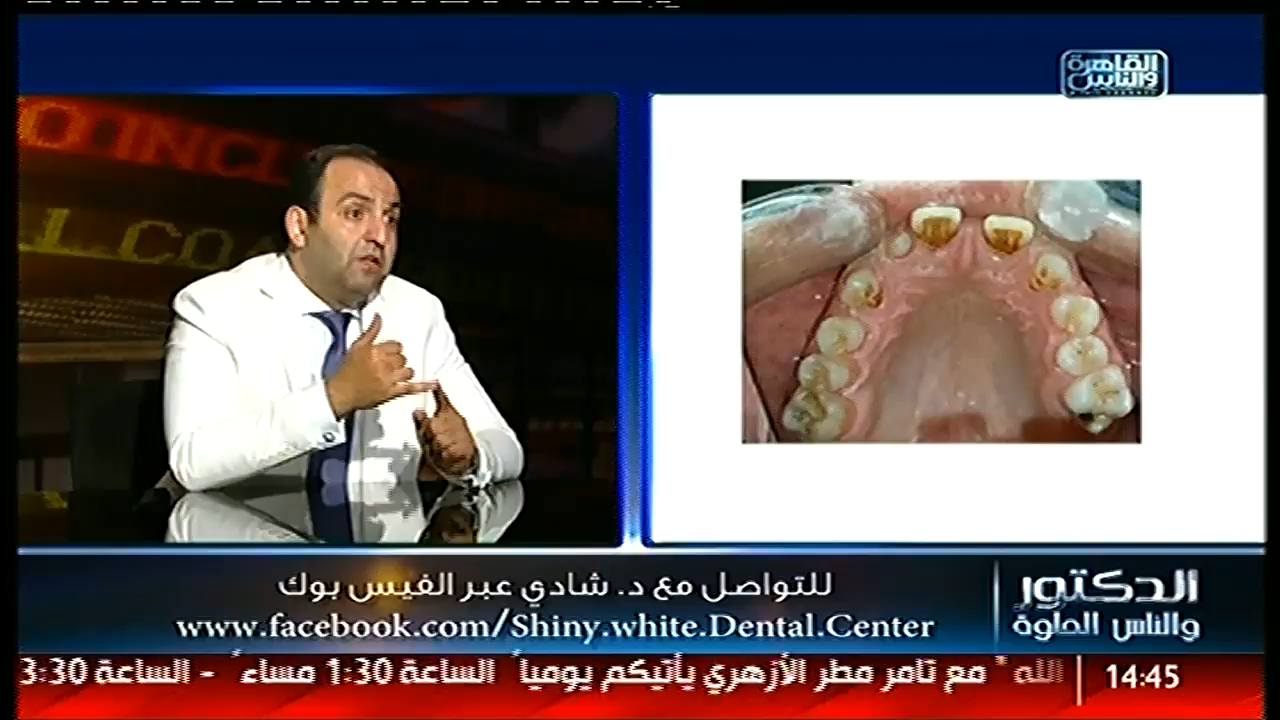 القاهرة
والناس
للتواصل مع د. شادي عبر الفيس بوك
www.facebook.com/Shiny.white.Dental.Center
الدكتور
والناس الحلوة
الله " مع تامر مطر الأزهري يأتيكم يومياً الساعة 1:30 مساءً - الساعة 3:30
14:45